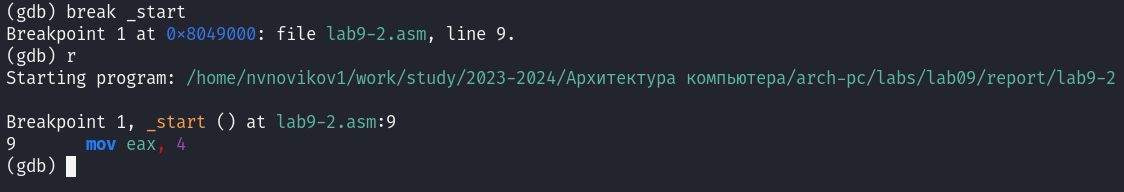 (gdb) break _start
Breakpoint 1 at 0×8049000: file lab9-2.asm, line 9.
(gdb) r
Starting program: /home/nvnovikov1/work/study/2023-2024/Архитектура компьютера/arch-pc/labs/lab09/report/lab9-2
Breakpoint 1, _start () at lab9-2.asm:9
9 mov eax, 4
(gdb)